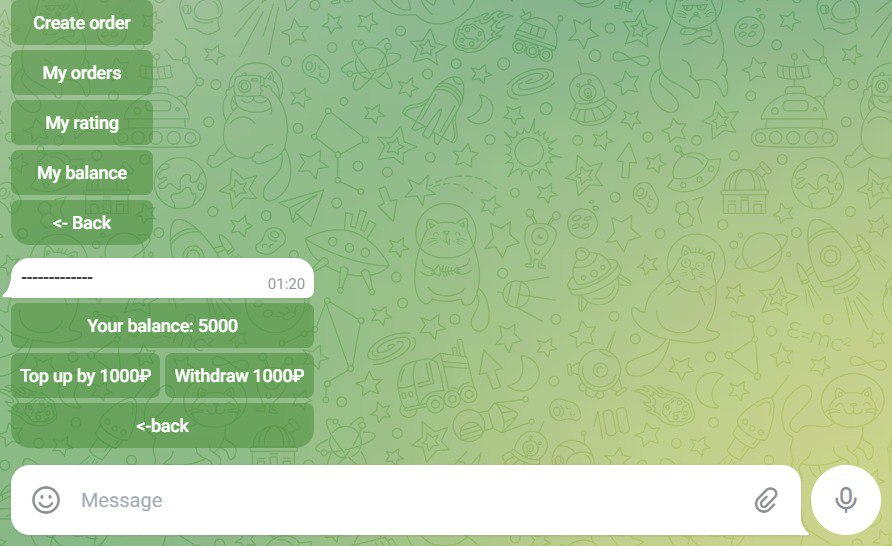 Create order
My orders
My rating
My balance
<- Back
-------------
01:20
Your balance: 5000
Top up by 1000₽ Withdraw 1000₽
<-back
Message
E=mc²